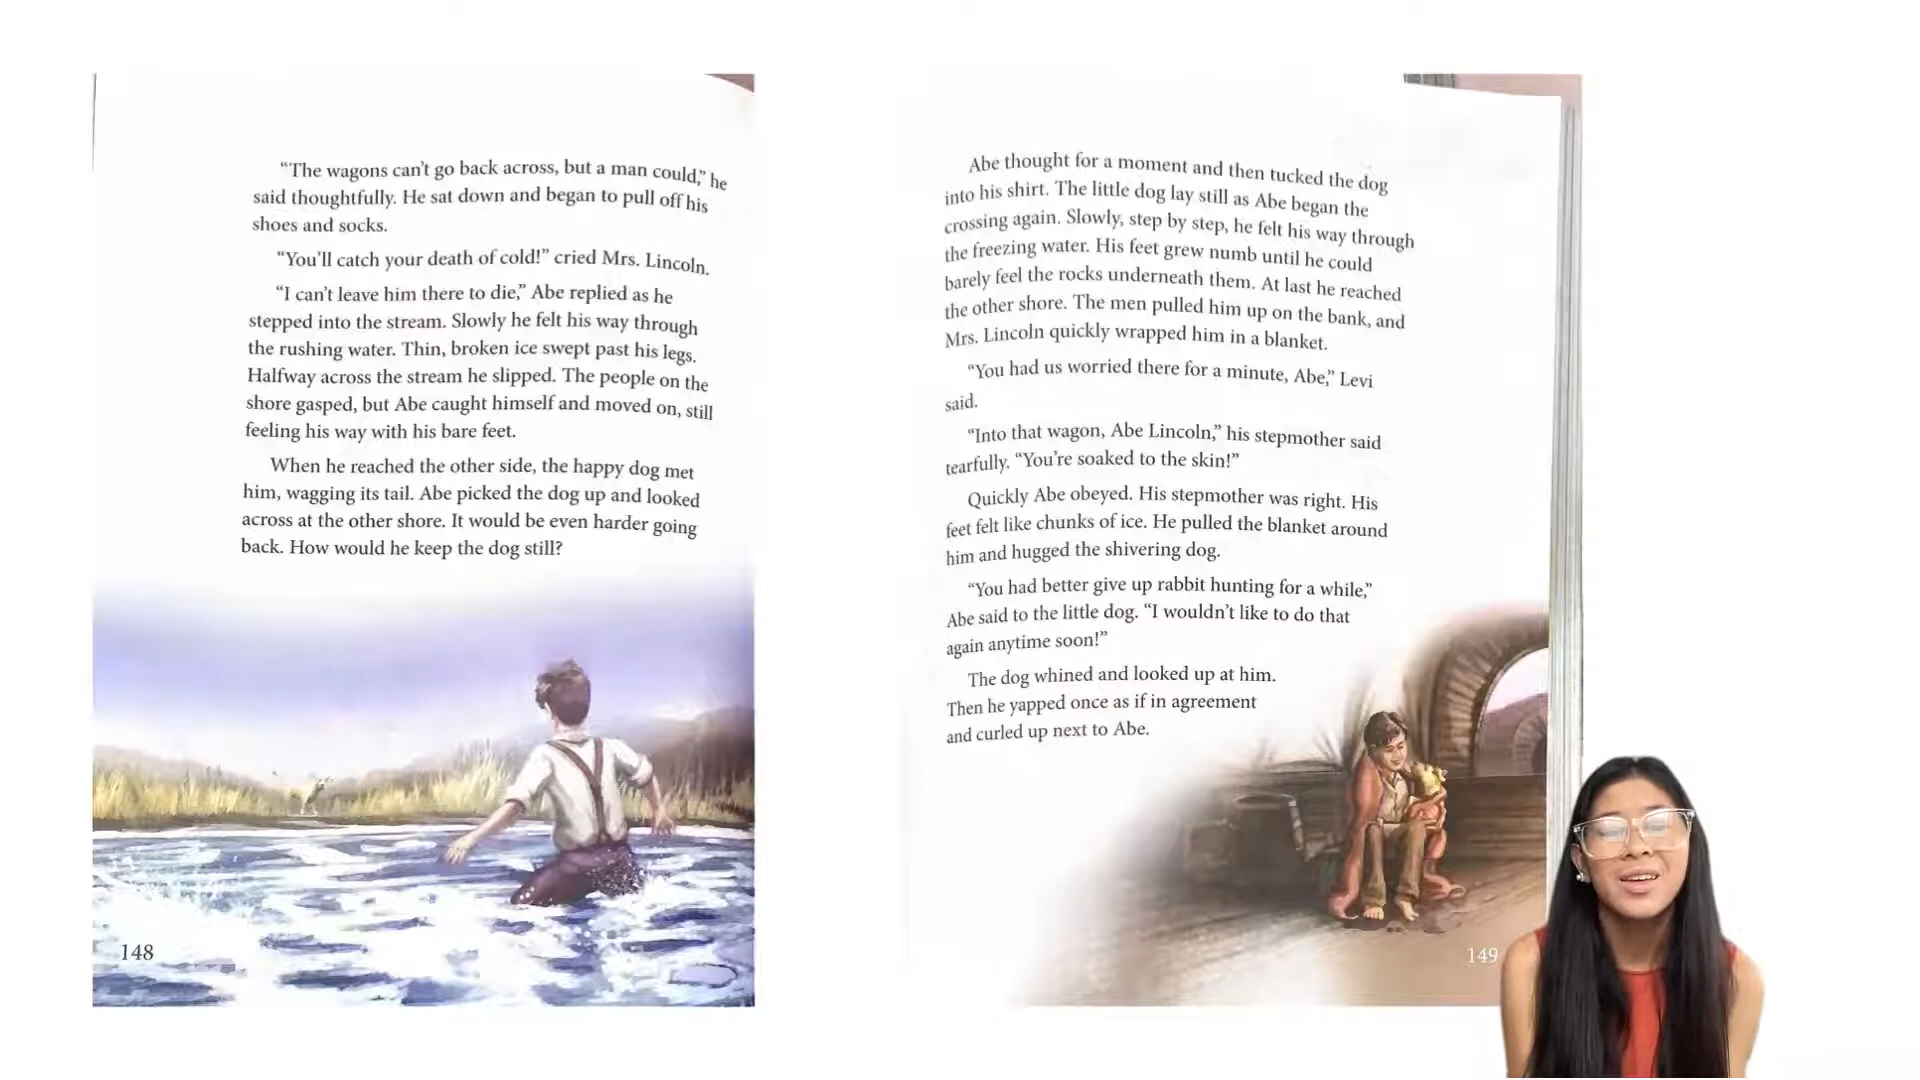 “The wagons can’t go back across, but a man could,” he
said thoughtfully. He sat down and began to pull off his
shoes and socks.
“You’ll catch your death of cold!” cried Mrs. Lincoln.
“I can’t leave him there to die,” Abe replied as he
stepped into the stream. Slowly he felt his way through
the rushing water. Thin, broken ice swept past his legs.
Halfway across the stream he slipped. The people on the
shore gasped, but Abe caught himself and moved on, still
feeling his way with his bare feet.
When he reached the other side, the happy dog met
him, wagging its tail. Abe picked the dog up and looked
across at the other shore. It would be even harder going
back. How would he keep the dog still?
148
Abe thought for a moment and then tucked the dog
into his shirt. The little dog lay still as Abe began the
crossing again. Slowly, step by step, he felt his way through
the freezing water. His feet grew numb until he could
barely feel the rocks underneath them. At last he reached
the other shore. The men pulled him up on the bank, and
Mrs. Lincoln quickly wrapped him in a blanket.
“You had us worried there for a minute, Abe,” Levi
said.
“Into that wagon, Abe Lincoln,” his stepmother said
tearfully. “You’re soaked to the skin!”
Quickly Abe obeyed. His stepmother was right. His
feet felt like chunks of ice. He pulled the blanket around
him and hugged the shivering dog.
“You had better give up rabbit hunting for a while,”
Abe said to the little dog. “I wouldn’t like to do that
again anytime soon!”
The dog whined and looked up at him.
Then he yapped once as if in agreement
and curled up next to Abe.
149